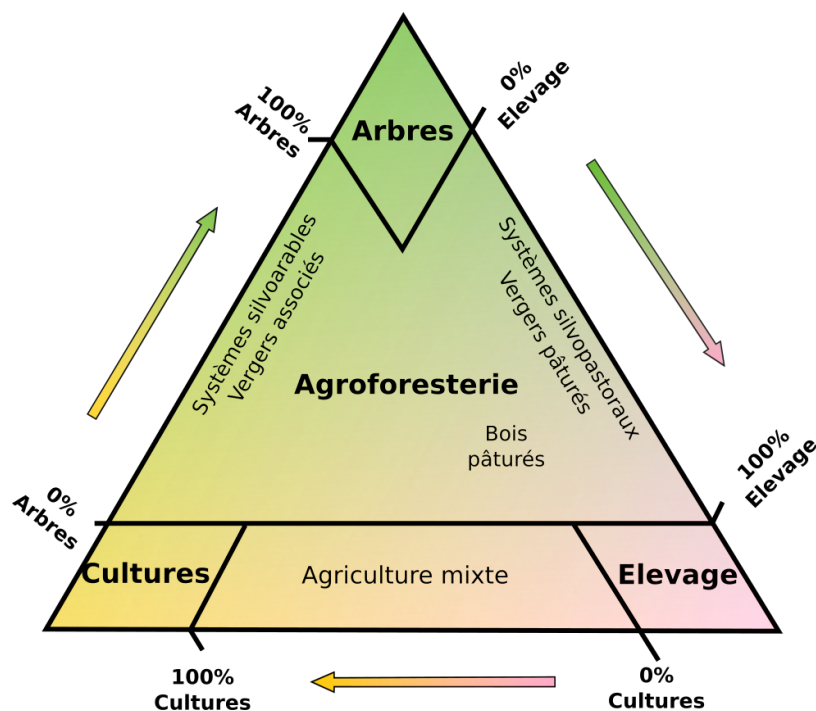 0%
Elevage
100%
Arbres
Arbres
Systèmes silvoarables
Vergers associés
Systèmes silvopastoraux
Vergers pâturés
Agroforesterie
Bois
pâturés
100%
Elevage
0%
Arbres
Cultures
Agriculture mixte
Elevage
100%
Cultures
0%
Cultures